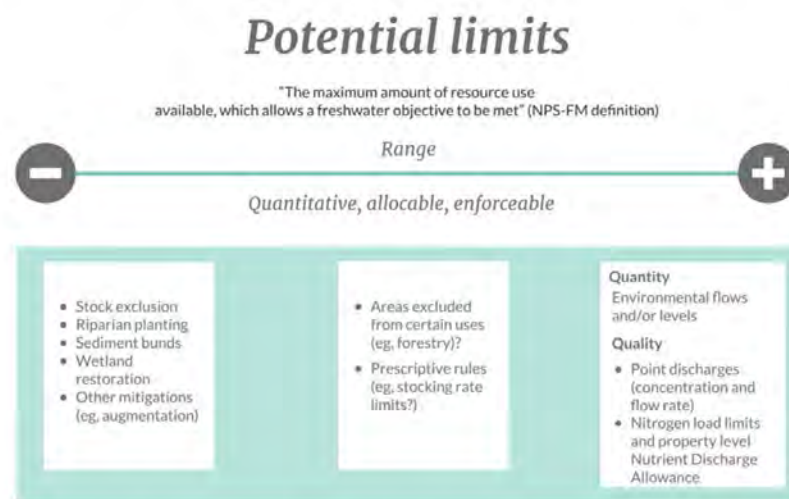 Potential limits
"The maximum amount of resource use
available, which allows a freshwater objective to be met" (NPS-FM definition)
Range
Quantitative, allocable, enforceable
• Stock exclusion
• Riparian planting
• Sediment bunds
• Wetland
restoration
• Other mitigations
(eg, augmentation)
• Areas excluded
from certain uses
(eg, forestry)?
• Prescriptive rules
(eg, stocking rate
limits?)
Quantity
Environmental flows
and/or levels
Quality
• Point discharges
(concentration and
flow rate)
• Nitrogen load limits
and property level
Nutrient Discharge
Allowance